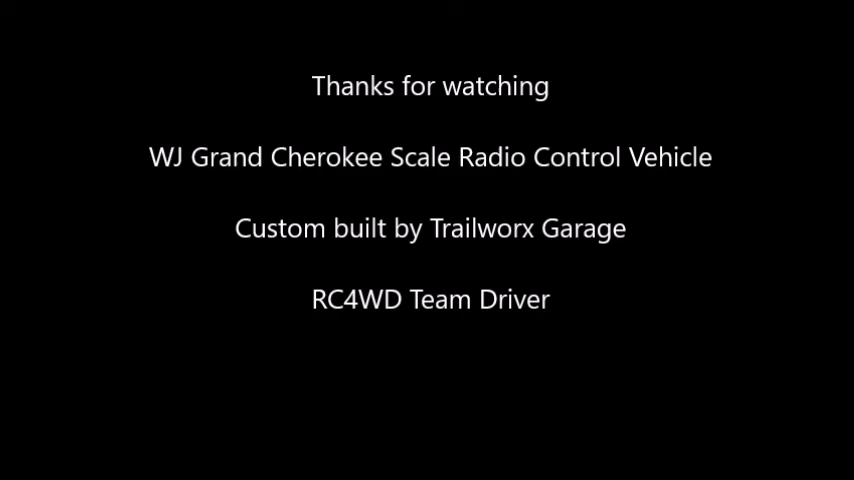 Thanks for watching
WJ Grand Cherokee Scale Radio Control Vehicle
Custom built by Trailworx Garage
RC4WD Team Driver